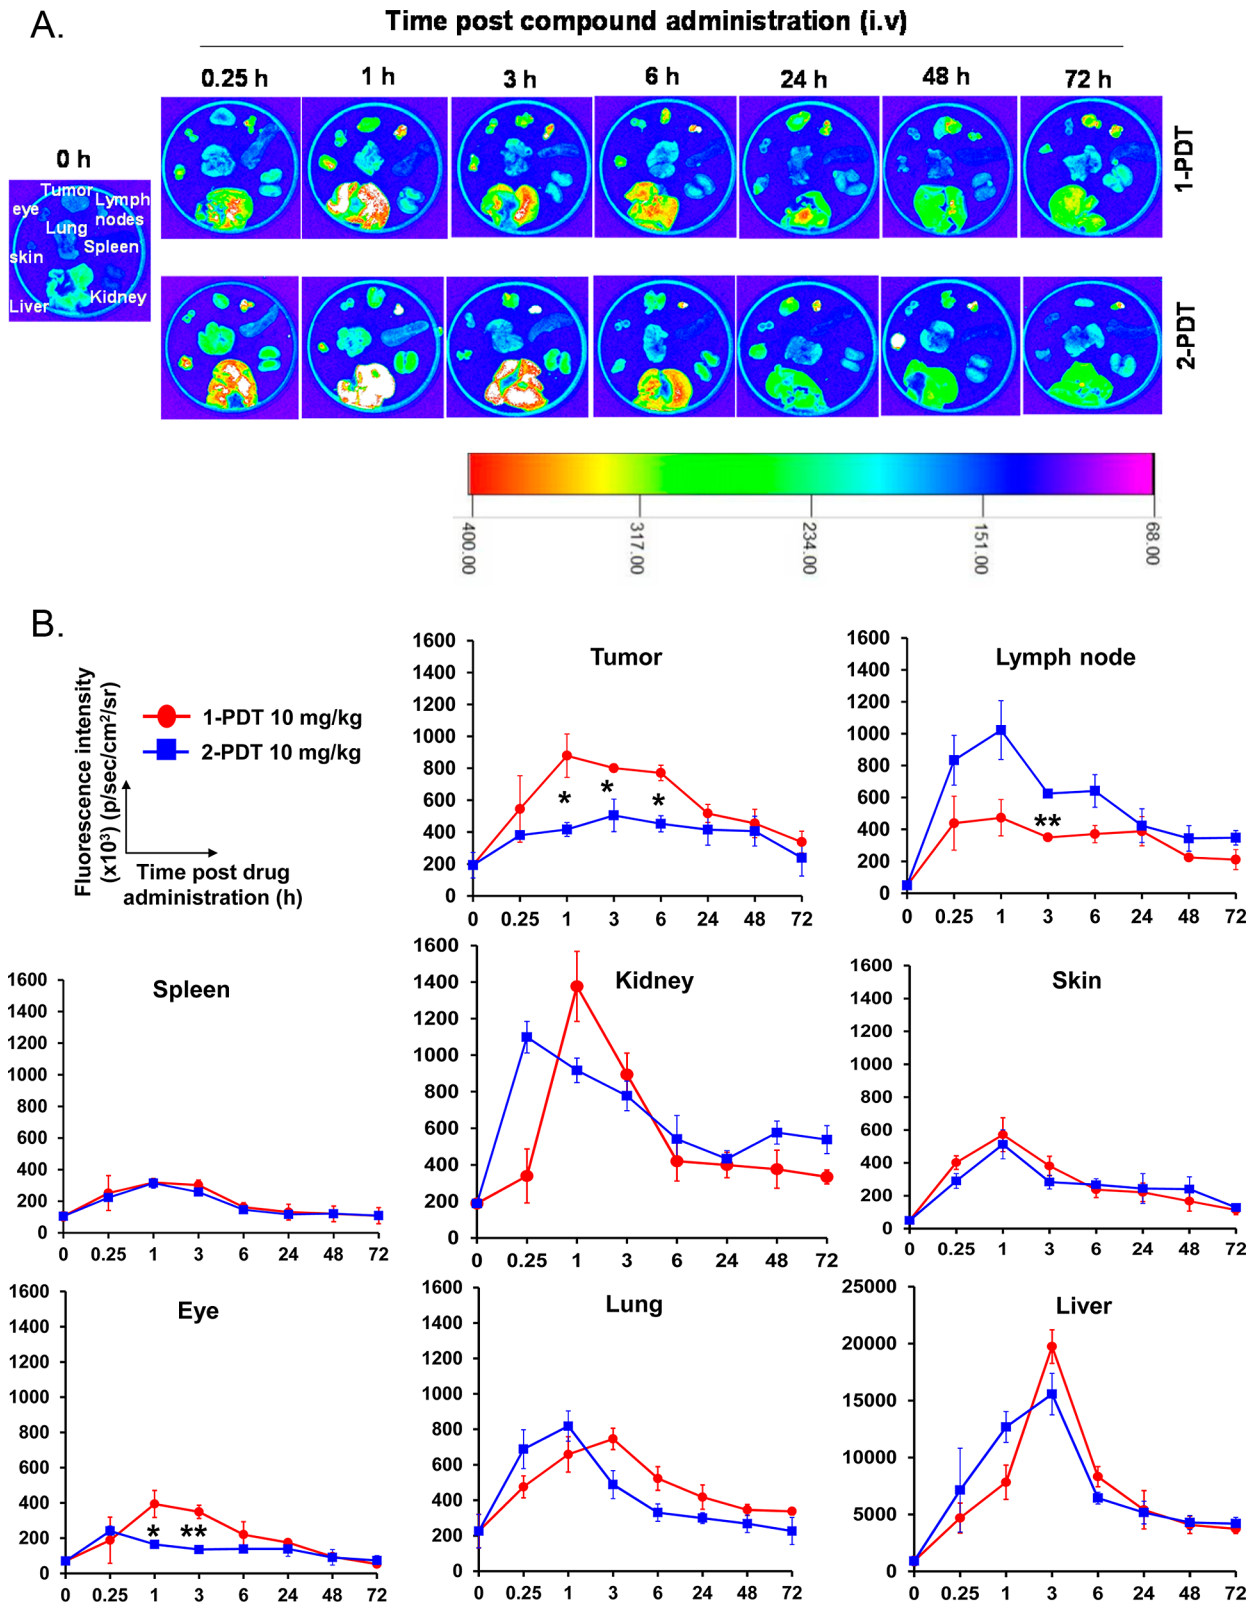 A.
Time post compound administration (i.v)
0.25 h 1 h 3 h 6 h 24 h 48 h 72 h
0 h
Tumor
eye
Lymph
nodes
Lung
Spleen
skin
Liver
Kidney
1-PDT
2-PDT
400.00 317.00 234.00 151.00 68.00
B.
Fluorescence intensity
(x10³) (p/sec/cm²/sr)
1-PDT 10 mg/kg
2-PDT 10 mg/kg
Time post drug
administration (h)
Tumor
1600
1400
1200
1000
800
600
400
200
0
* * *
0 0.25 1 3 6 24 48 72
Lymph node
1600
1400
1200
1000
800
600
400
200
0
**
0 0.25 1 3 6 24 48 72
Spleen
1600
1400
1200
1000
800
600
400
200
0
0 0.25 1 3 6 24 48 72
Kidney
1600
1400
1200
1000
800
600
400
200
0
0 0.25 1 3 6 24 48 72
Skin
1600
1400
1200
1000
800
600
400
200
0
0 0.25 1 3 6 24 48 72
Eye
1600
1400
1200
1000
800
600
400
200
0
* **
0 0.25 1 3 6 24 48 72
Lung
1600
1400
1200
1000
800
600
400
200
0
0 0.25 1 3 6 24 48 72
Liver
25000
20000
15000
10000
5000
0
0 0.25 1 3 6 24 48 72